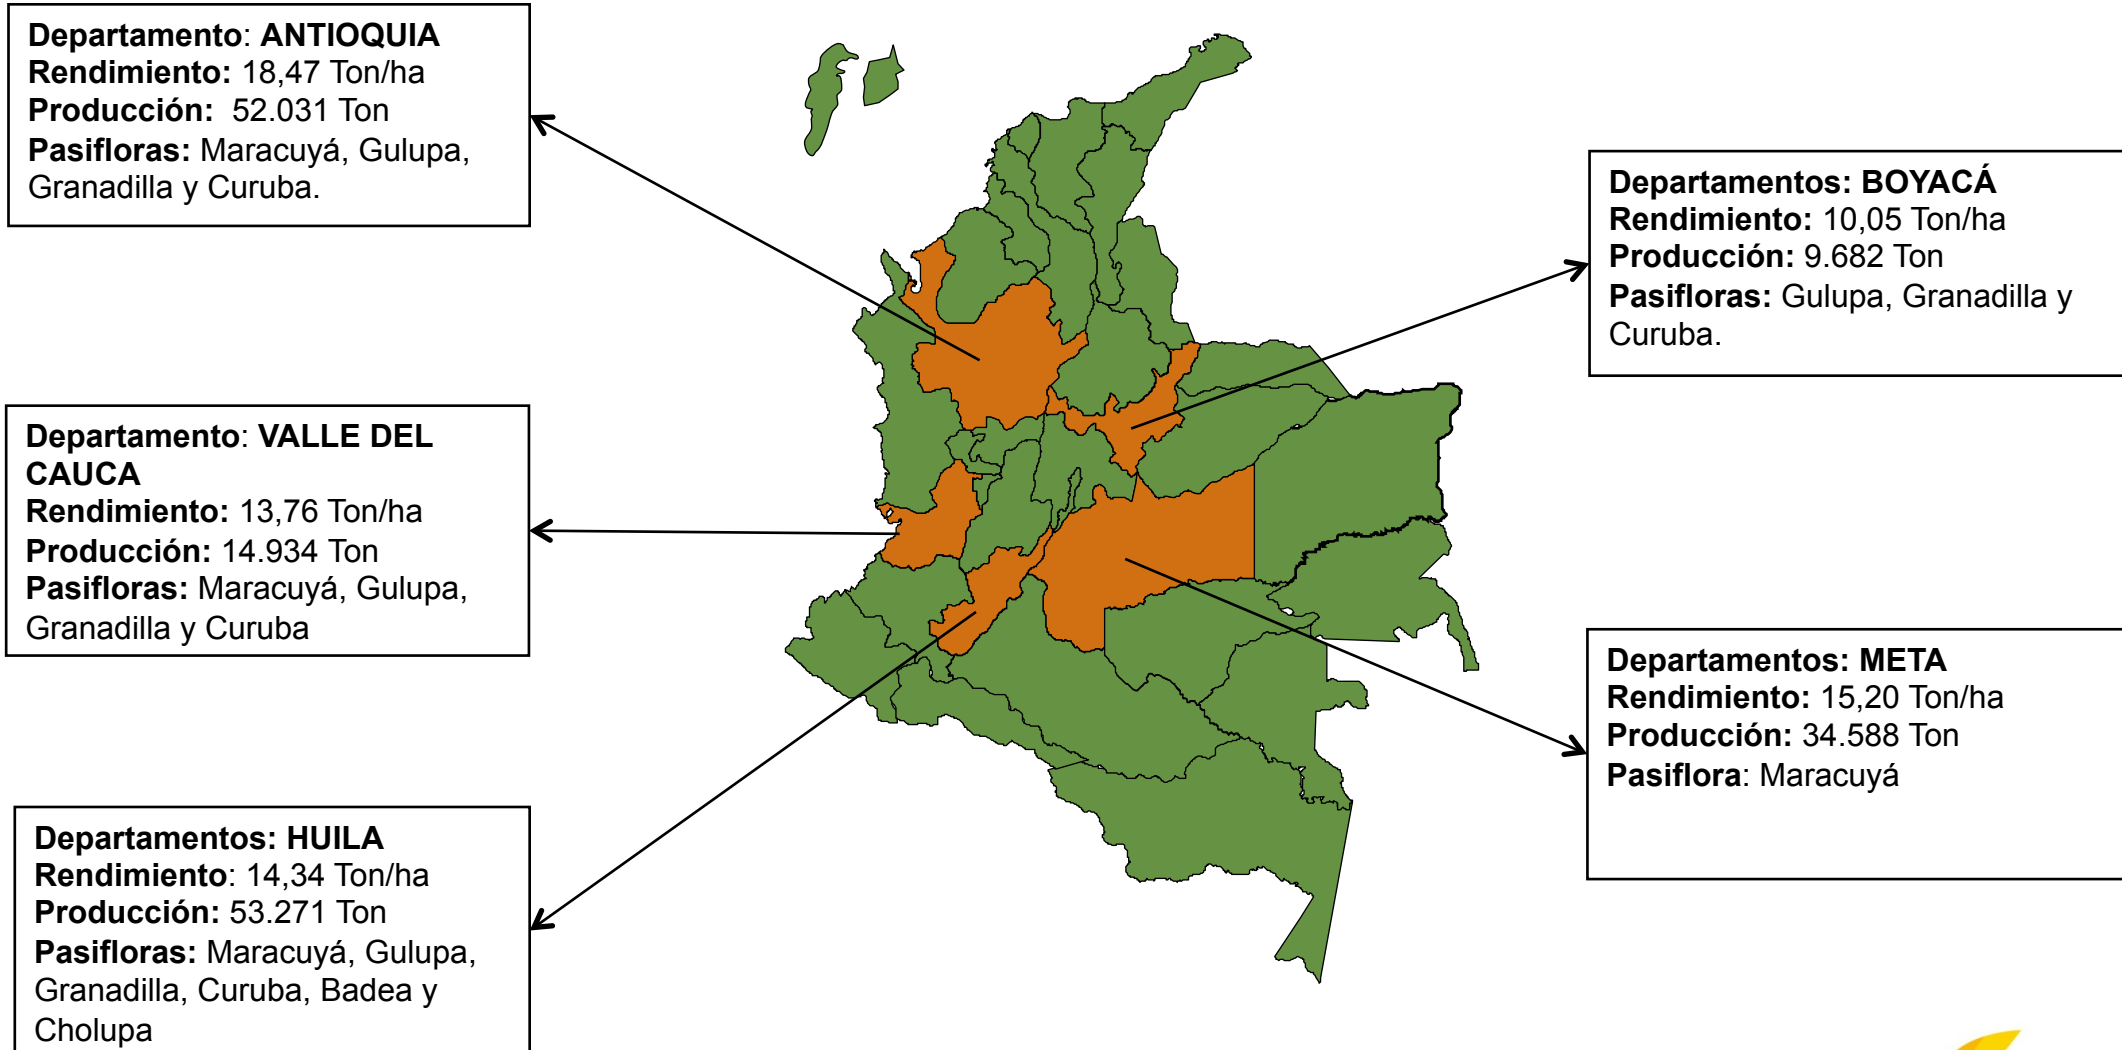 Departamento: ANTIOQUIA
Rendimiento: 18,47 Ton/ha
Producción: 52.031 Ton
Pasifloras: Maracuyá, Gulupa,
Granadilla y Curuba.
Departamentos: BOYACÁ
Rendimiento: 10,05 Ton/ha
Producción: 9.682 Ton
Pasifloras: Gulupa, Granadilla y
Curuba.
Departamento: VALLE DEL
CAUCA
Rendimiento: 13,76 Ton/ha
Producción: 14.934 Ton
Pasifloras: Maracuyá, Gulupa,
Granadilla y Curuba
Departamentos: META
Rendimiento: 15,20 Ton/ha
Producción: 34.588 Ton
Pasiflora: Maracuyá
Departamentos: HUILA
Rendimiento: 14,34 Ton/ha
Producción: 53.271 Ton
Pasifloras: Maracuyá, Gulupa,
Granadilla, Curuba, Badea y
Cholupa